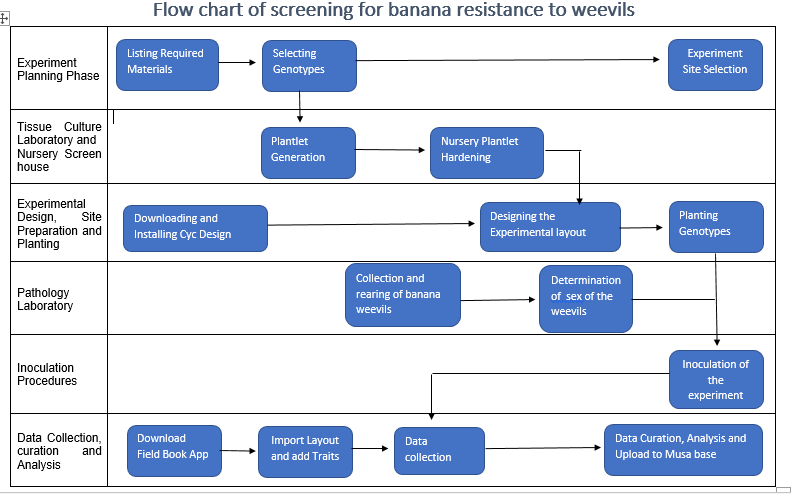 Flow chart of screening for banana resistance to weevils
Experiment
Planning Phase
Listing Required
Materials
Selecting
Genotypes
Experiment
Site Selection
Tissue Culture
Laboratory and
Nursery Screen
house
Plantlet
Generation
Nursery Plantlet
Hardening
Experimental
Design, Site
Preparation and
Planting
Downloading and
Installing Cyc Design
Designing the
Experimental layout
Planting
Genotypes
Pathology
Laboratory
Collection and
rearing of banana
weevils
Determination
of sex of the
weevils
Inoculation
Procedures
Inoculation of
the
experiment
Data Collection,
curation and
Analysis
Download
Field Book App
Import Layout
and add Traits
Data
collection
Data Curation, Analysis and
Upload to Musa base